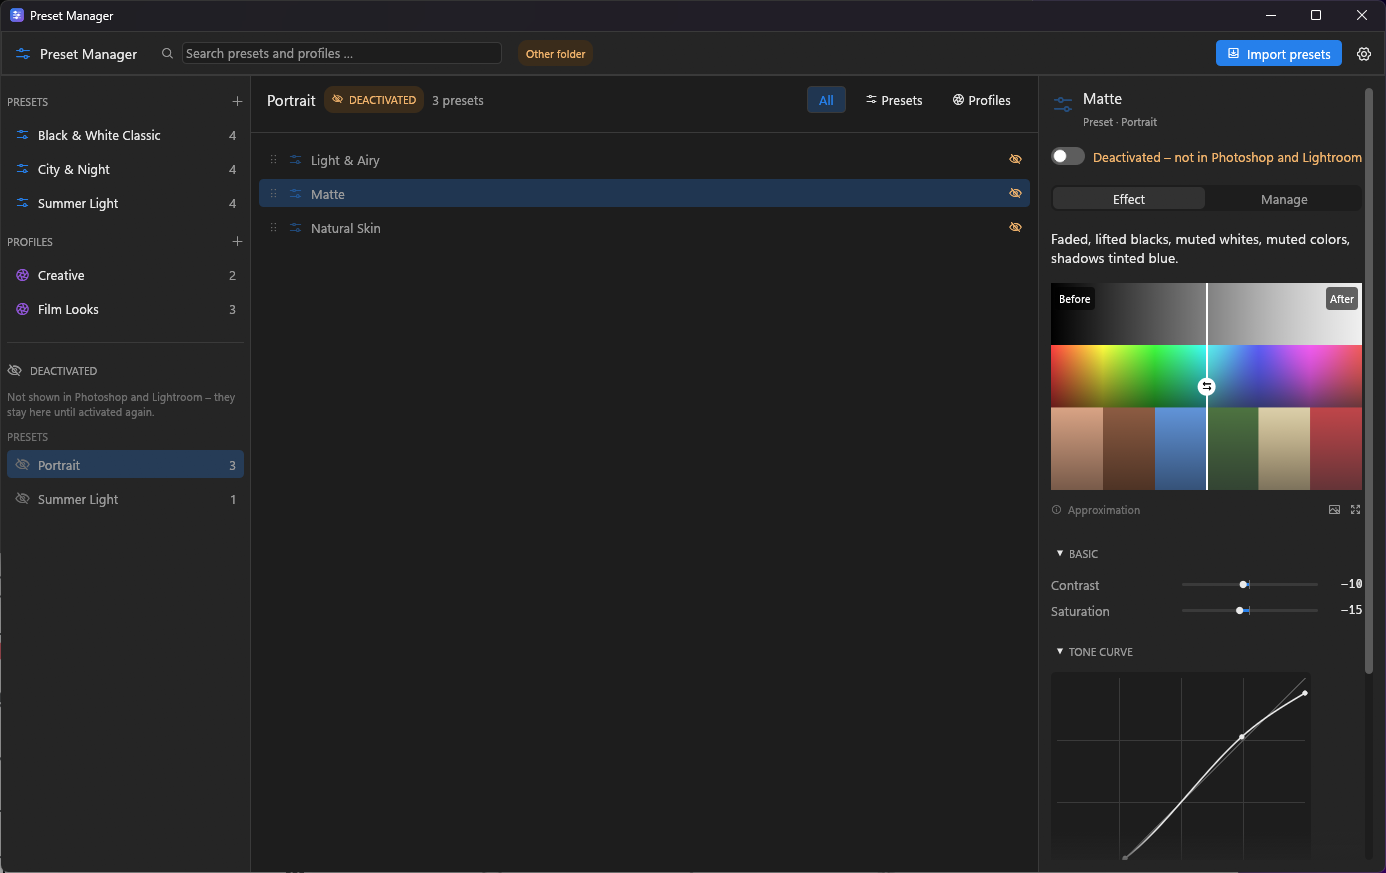 Preset Manager
Preset Manager
Search presets and profiles ...
Other folder
Import presets
PRESETS
Black & White Classic 4
City & Night 4
Summer Light 4
PROFILES
Creative 2
Film Looks 3
DEACTIVATED
Not shown in Photoshop and Lightroom – they
stay here until activated again.
PRESETS
Portrait 3
Summer Light 1
Portrait DEACTIVATED 3 presets
All Presets Profiles
Light & Airy
Matte
Natural Skin
Matte
Preset · Portrait
Deactivated – not in Photoshop and Lightroom
Effect Manage
Faded, lifted blacks, muted whites, muted colors,
shadows tinted blue.
Before After
Approximation
BASIC
Contrast −10
Saturation −15
TONE CURVE